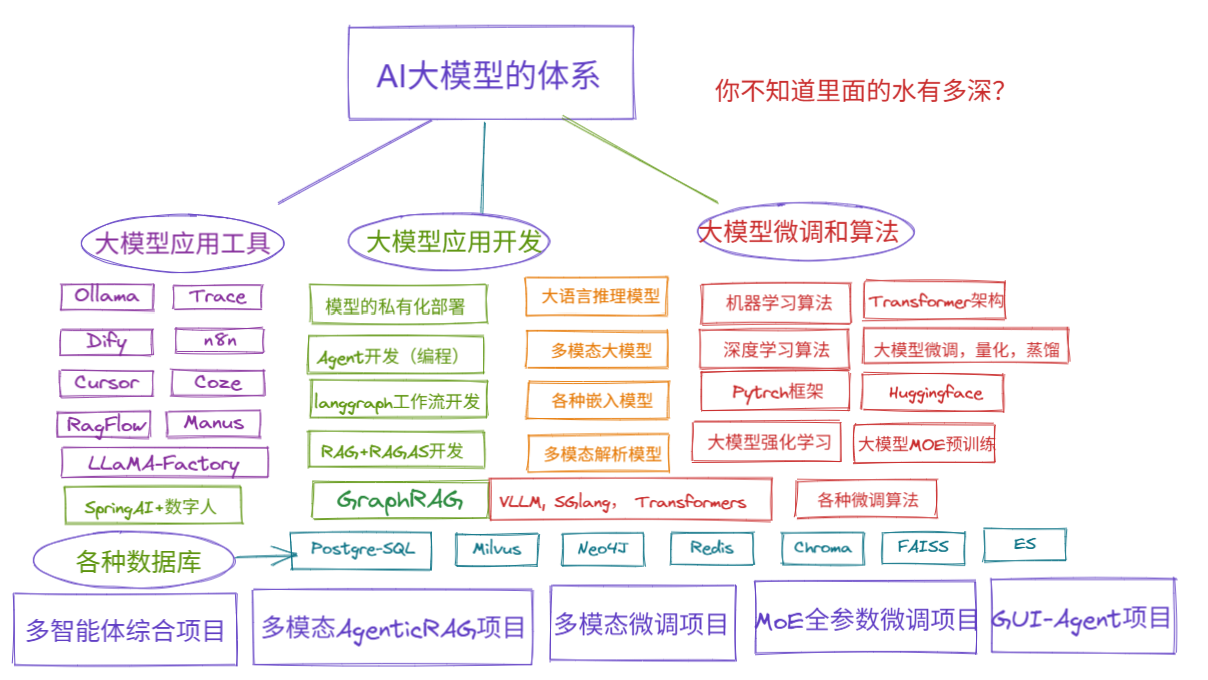 AI大模型的体系
你不知道里面的水有多深?
大模型应用工具
大模型应用开发
大模型微调和算法
Ollama
Trace
Dify
n8n
Cursor
Coze
RagFlow
Manus
LLaMA-Factory
SpringAI+数字人
模型的私有化部署
Agent开发（编程）
langgraph工作流开发
RAG+RAGAS开发
GraphRAG
大语言推理模型
多模态大模型
各种嵌入模型
多模态解析模型
VLLM, SGlang， Transformers
机器学习算法
Transformer架构
深度学习算法
大模型微调，量化，蒸馏
Pytrch框架
Huggingface
大模型强化学习
大模型MOE预训练
各种微调算法
各种数据库
Postgre-SQL
Milvus
Neo4J
Redis
Chroma
FAISS
ES
多智能体综合项目
多模态AgenticRAG项目
多模态微调项目
MoE全参数微调项目
GUI-Agent项目